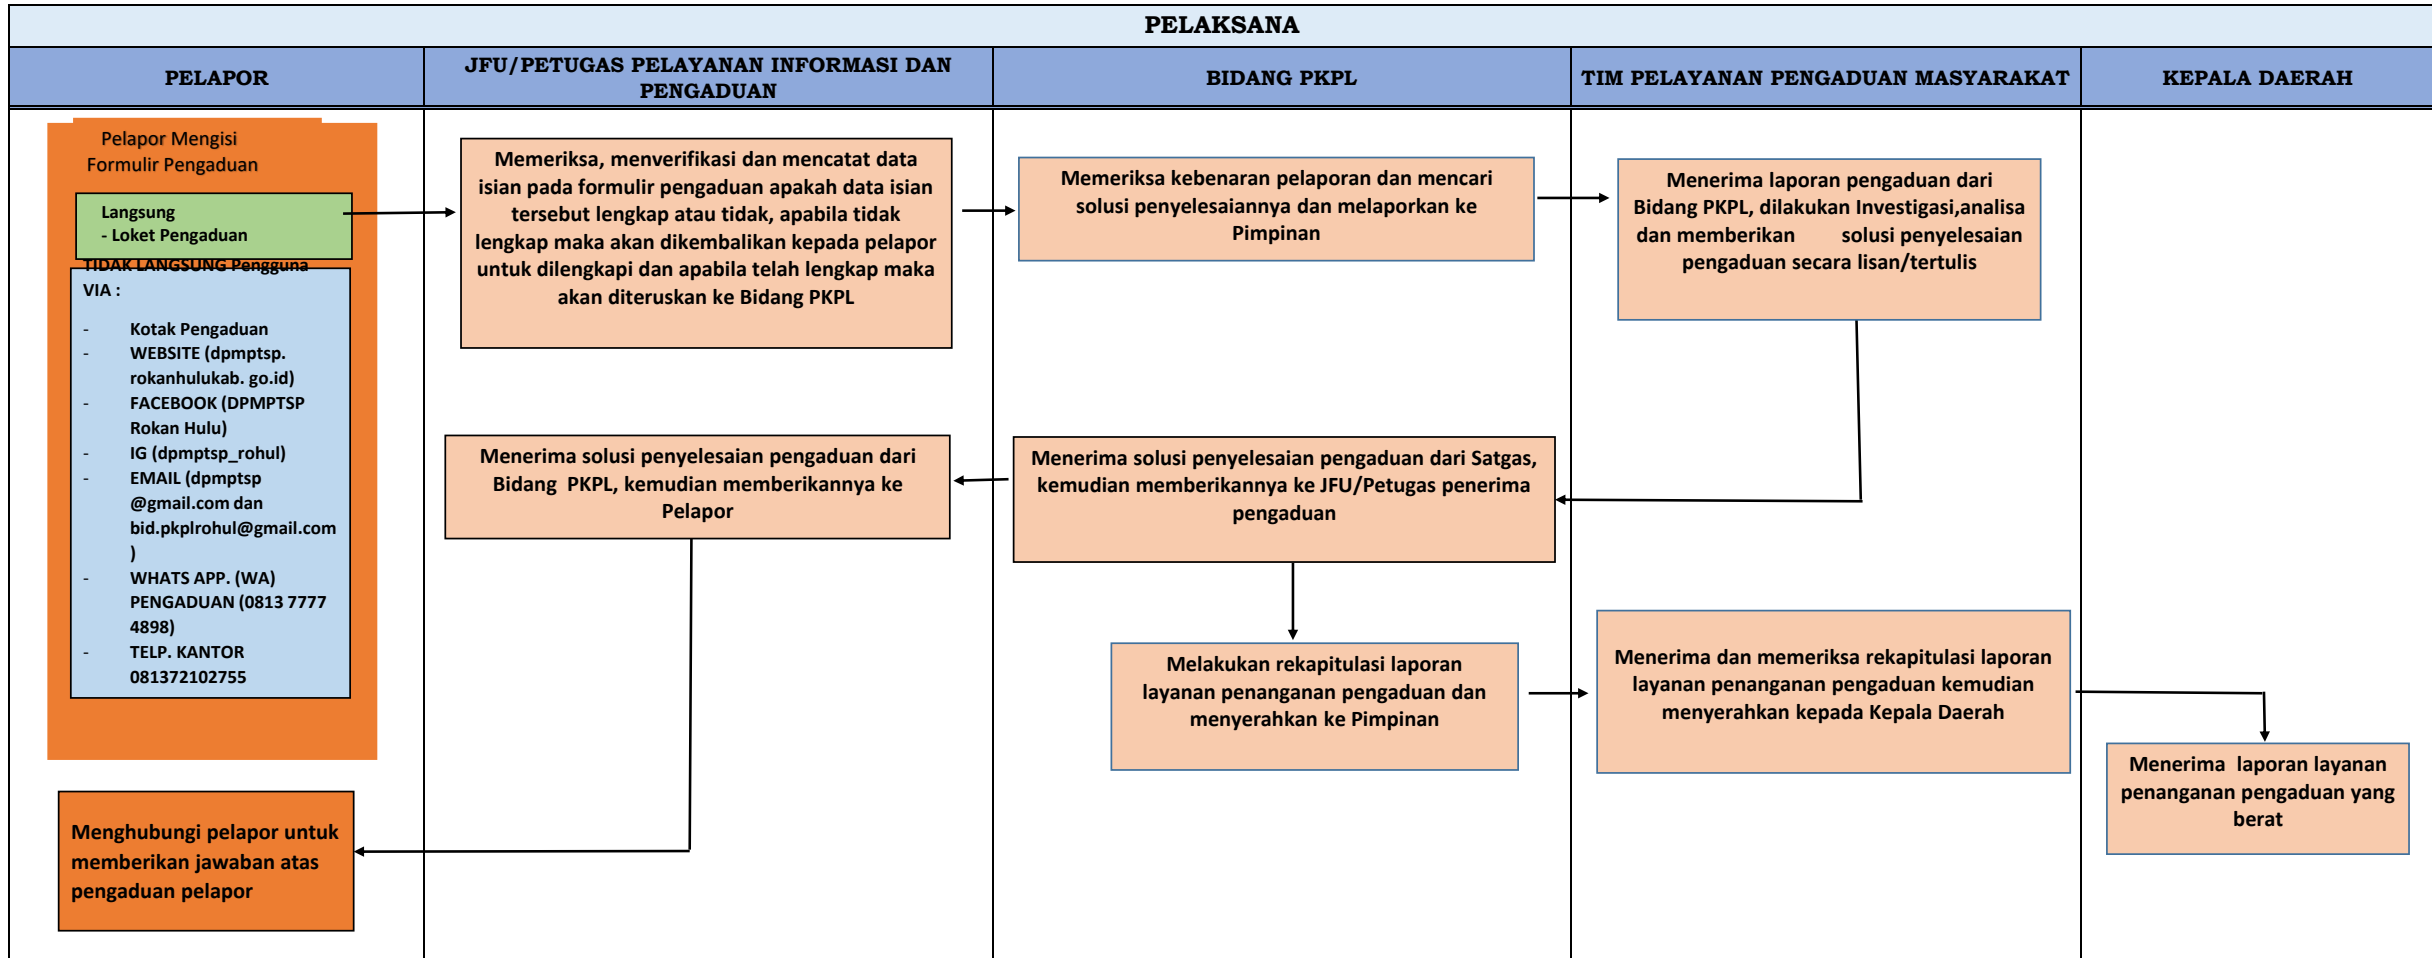 PELAKSANA
PELAPOR
JFU/PETUGAS PELAYANAN INFORMASI DAN
PENGADUAN
BIDANG PKPL
TIM PELAYANAN PENGADUAN MASYARAKAT
KEPALA DAERAH
Pelapor Mengisi
Formulir Pengaduan
Langsung
- Loket Pengaduan
TIDAK LANGSUNG Pengguna
VIA :
- Kotak Pengaduan
- WEBSITE (dpmptsp.
rokanhulukab. go.id)
- FACEBOOK (DPMPTSP
Rokan Hulu)
- IG (dpmptsp_rohul)
- EMAIL (dpmptsp
@gmail.com dan
bid.pkplrohul@gmail.com
)
- WHATS APP. (WA)
PENGADUAN (0813 7777
4898)
- TELP. KANTOR
081372102755
Memeriksa, menverifikasi dan mencatat data
isian pada formulir pengaduan apakah data isian
tersebut lengkap atau tidak, apabila tidak
lengkap maka akan dikembalikan kepada pelapor
untuk dilengkapi dan apabila telah lengkap maka
akan diteruskan ke Bidang PKPL
Memeriksa kebenaran pelaporan dan mencari
solusi penyelesaiannya dan melaporkan ke
Pimpinan
Menerima laporan pengaduan dari
Bidang PKPL, dilakukan Investigasi,analisa
dan memberikan solusi penyelesaian
pengaduan secara lisan/tertulis
Menerima solusi penyelesaian pengaduan dari
Bidang PKPL, kemudian memberikannya ke
Pelapor
Menerima solusi penyelesaian pengaduan dari Satgas,
kemudian memberikannya ke JFU/Petugas penerima
pengaduan
Melakukan rekapitulasi laporan
layanan penanganan pengaduan dan
menyerahkan ke Pimpinan
Menerima dan memeriksa rekapitulasi laporan
layanan penanganan pengaduan kemudian
menyerahkan kepada Kepala Daerah
Menerima laporan layanan
penanganan pengaduan yang
berat
Menghubungi pelapor untuk
memberikan jawaban atas
pengaduan pelapor